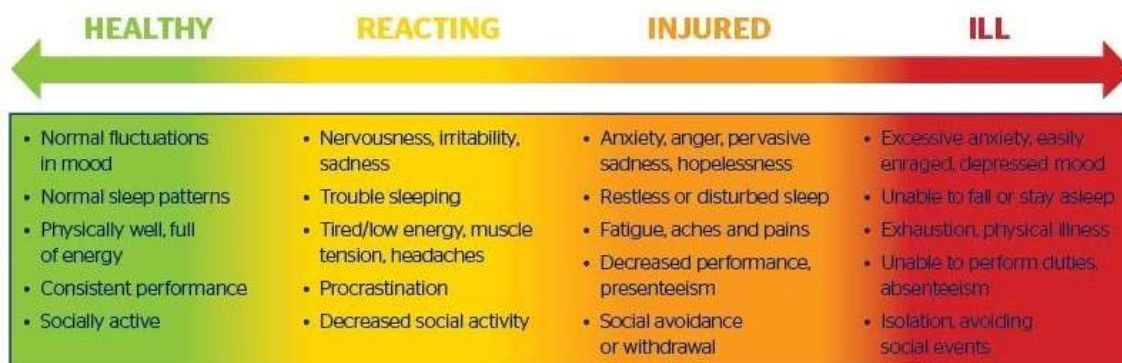 HEALTHY
REACTING
INJURED
ILL
• Normal fluctuations
in mood
• Normal sleep patterns
• Physically well, full
of energy
• Consistent performance
• Socially active
• Nervousness, irritability,
sadness
• Trouble sleeping
• Tired/low energy, muscle
tension, headaches
• Procrastination
• Decreased social activity
• Anxiety, anger, pervasive
sadness, hopelessness
• Restless or disturbed sleep
• Fatigue, aches and pains
• Decreased performance,
presenteeism
• Social avoidance
or withdrawal
• Excessive anxiety, easily
enraged, depressed mood
• Unable to fall or stay asleep
• Exhaustion, physical illness
• Unable to perform duties,
absenteeism
• Isolation, avoiding
social events